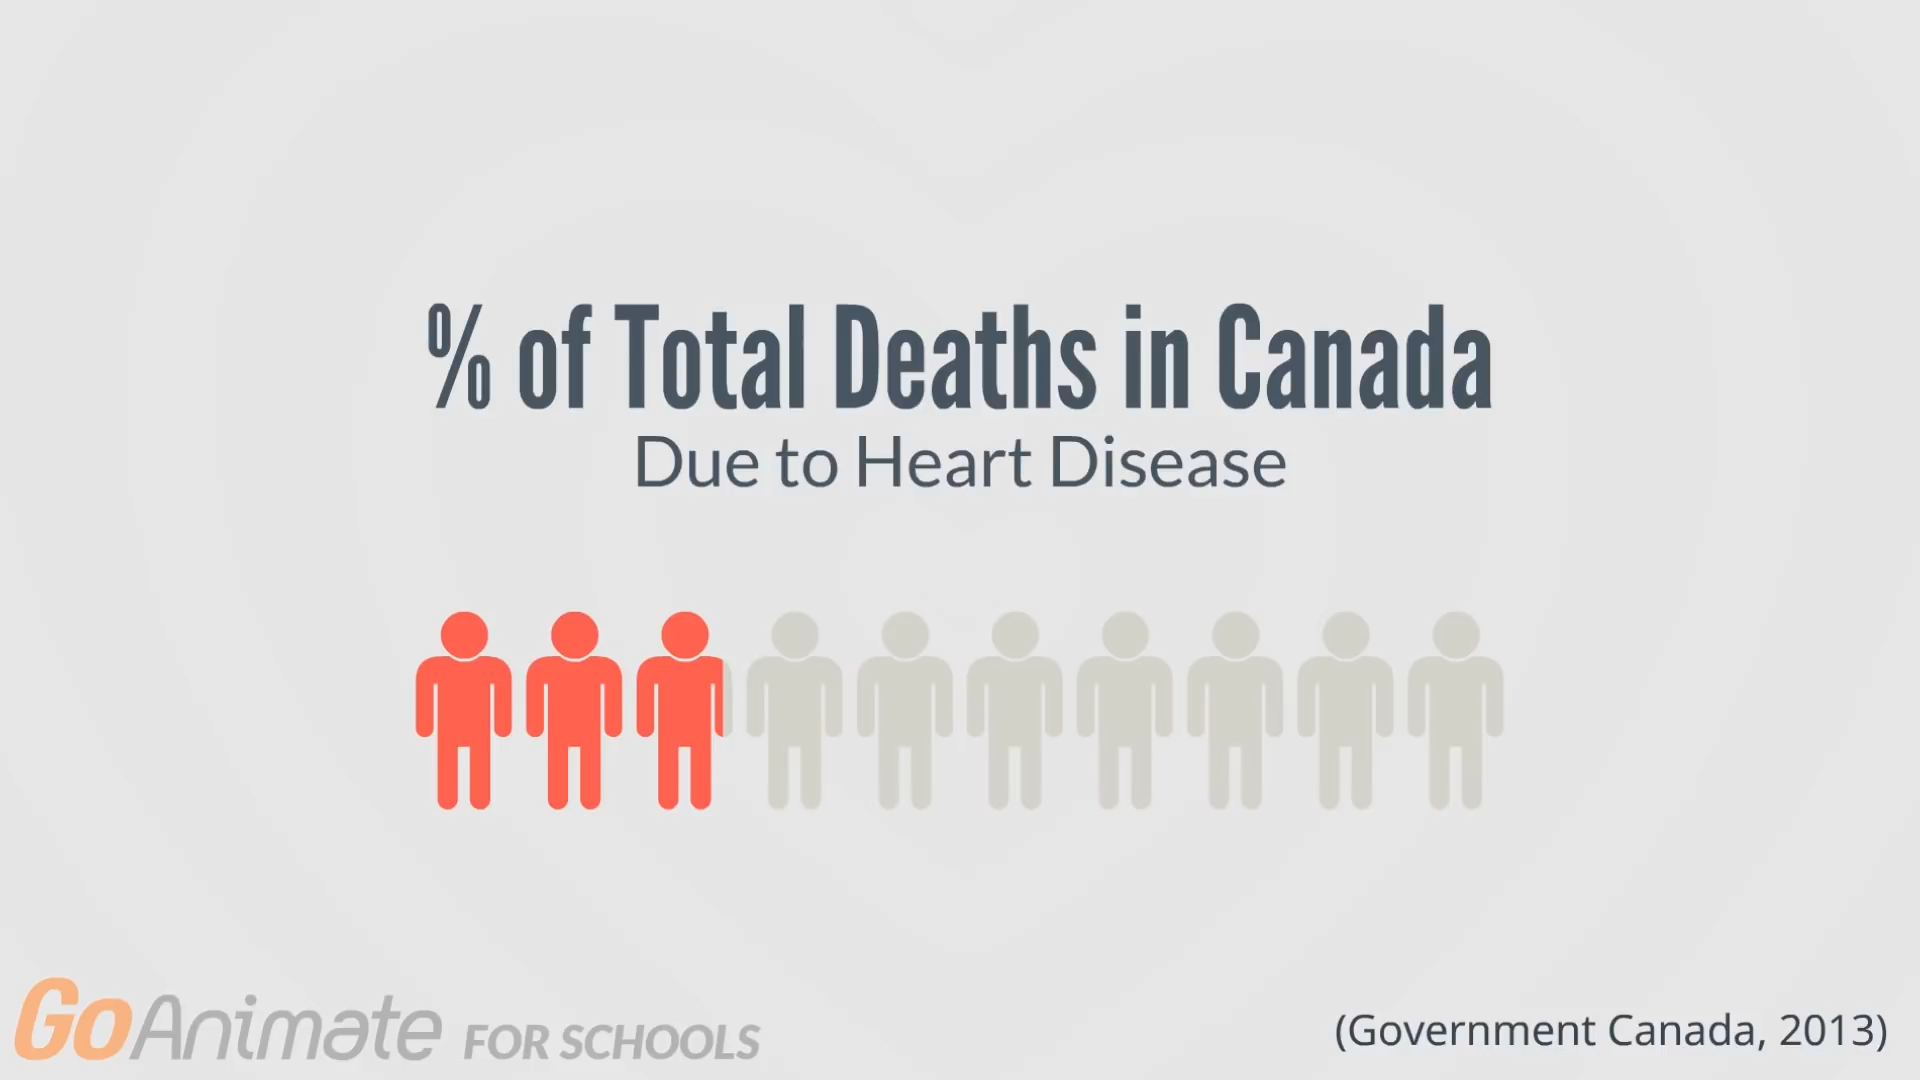 % of Total Deaths in Canada
Due to Heart Disease
GoAnimate FOR SCHOOLS
(Government Canada, 2013)